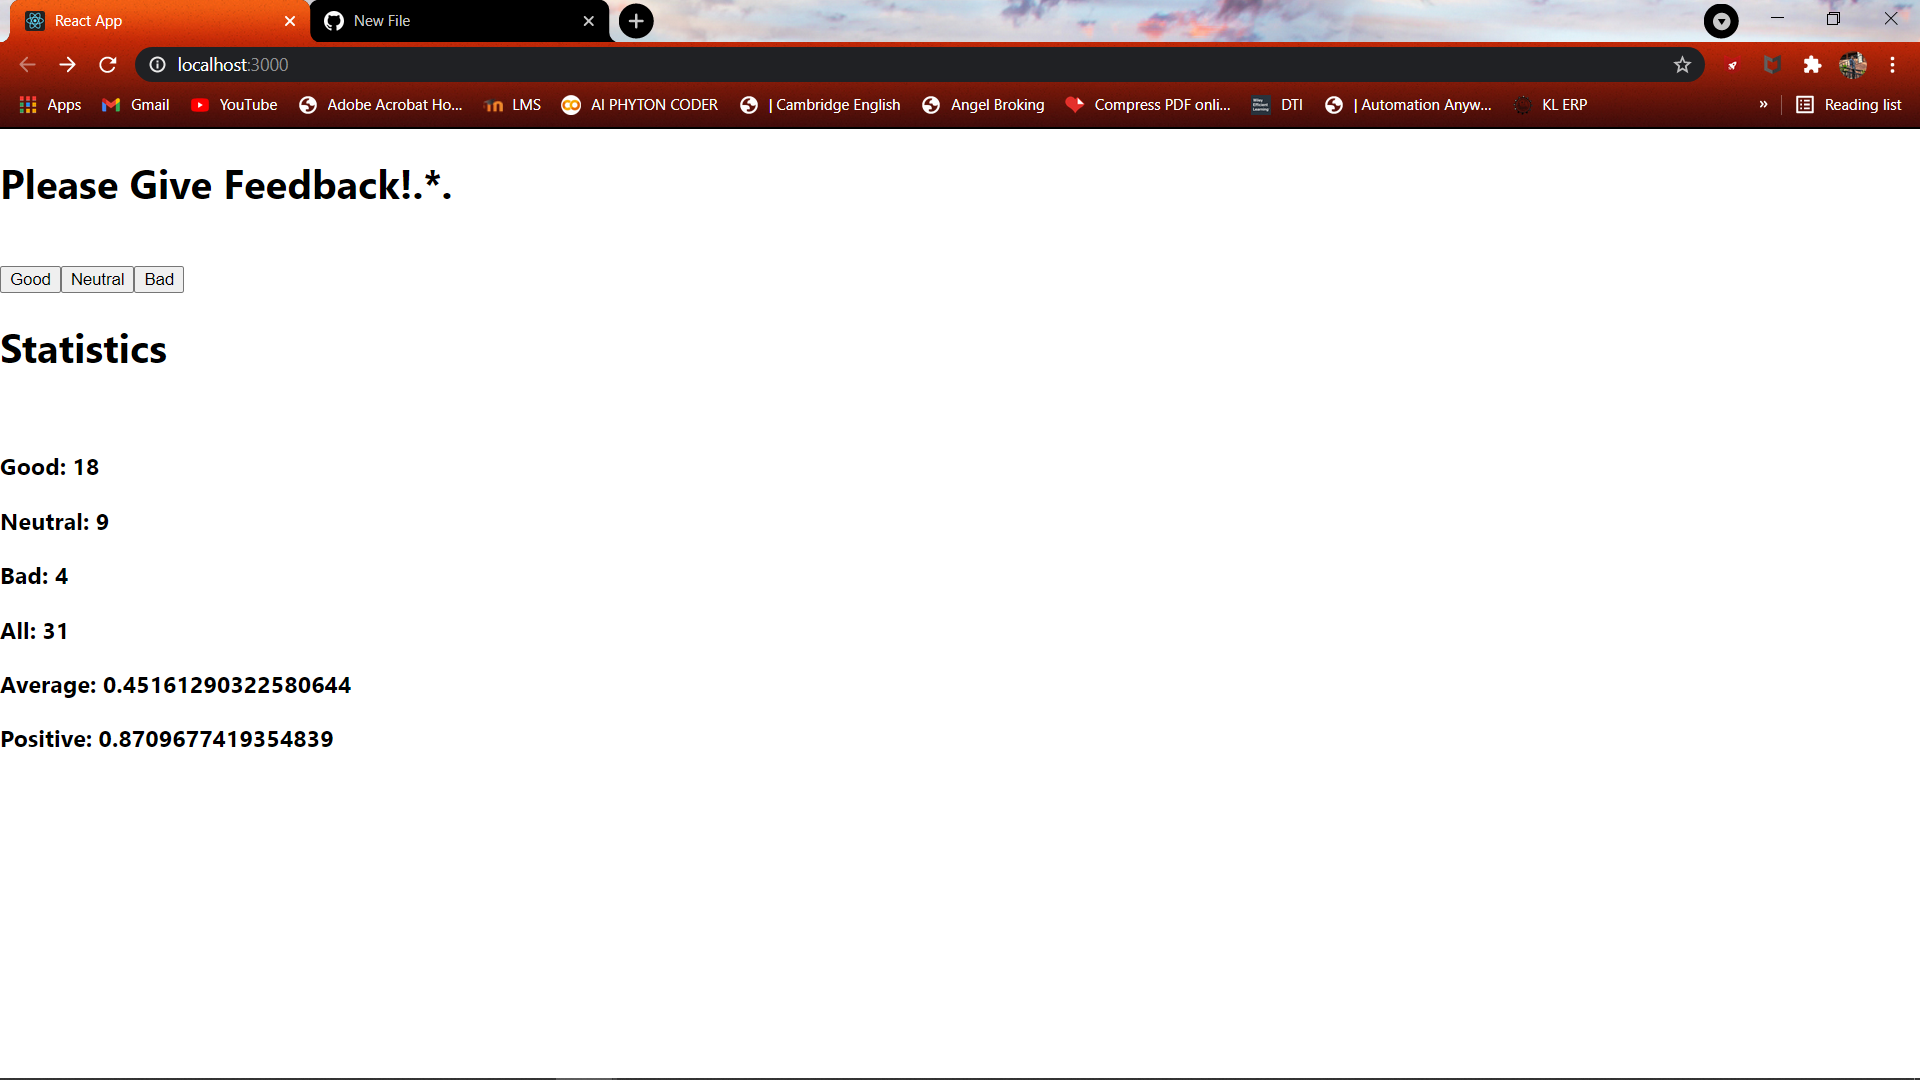 React App New File
localhost:3000
Apps Gmail YouTube Adobe Acrobat Ho... LMS AI PHYTON CODER | Cambridge English Angel Broking Compress PDF onli... DTI | Automation Anyw... KL ERP » Reading list
Please Give Feedback!.*.
Good Neutral Bad
Statistics
Good: 18
Neutral: 9
Bad: 4
All: 31
Average: 0.45161290322580644
Positive: 0.8709677419354839